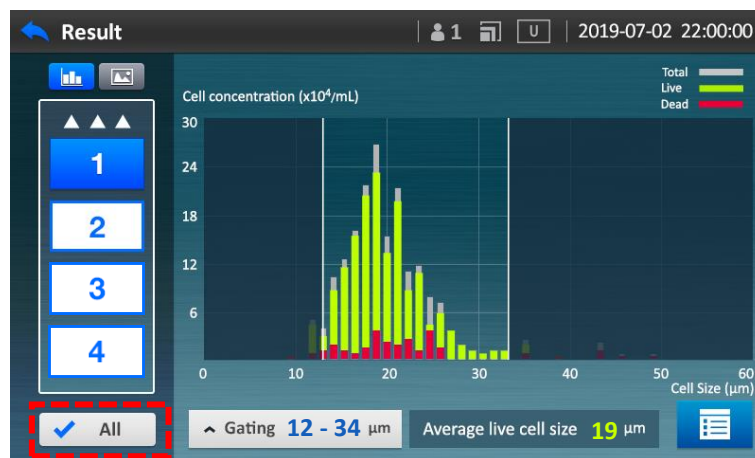 Result
1
U
2019-07-02 22:00:00
Total
Live
Dead
Cell concentration (x10⁴/mL)
30
24
18
12
6
0 10 20 30 40 50 60
Cell Size (µm)
1
2
3
4
All
Gating 12 - 34 µm
Average live cell size 19 µm